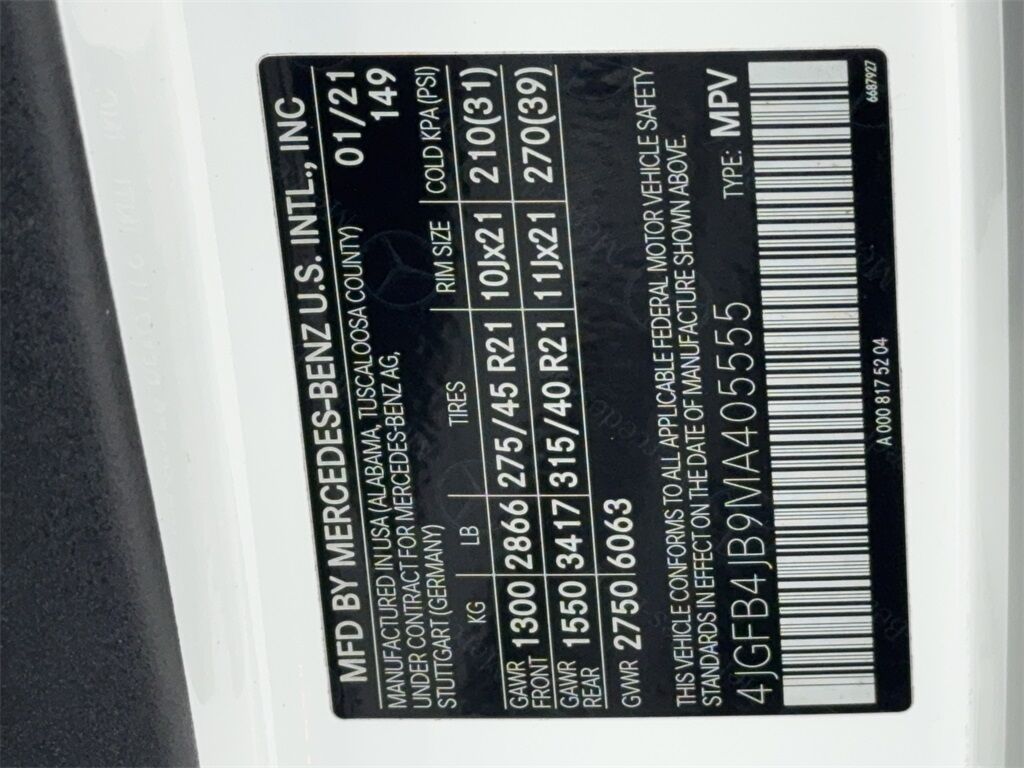 MFD BY MERCEDES-BENZ U.S. INTL., INC
01/21
MANUFACTURED IN USA (ALABAMA, TUSCALOOSA COUNTY)
149
UNDER CONTRACT FOR MERCEDES-BENZ AG,
STUTTGART (GERMANY)
KG LB TIRES RIM SIZE COLD KPA (PSI)
GAWR FRONT 1300 2866 275/45 R21 10Jx21 210(31)
GAWR REAR 1550 3417 315/40 R21 11Jx21 270(39)
GVWR 2750 6063
THIS VEHICLE CONFORMS TO ALL APPLICABLE FEDERAL MOTOR VEHICLE SAFETY
STANDARDS IN EFFECT ON THE DATE OF MANUFACTURE SHOWN ABOVE.
4JGFB4JB9MA405555 TYPE: MPV
A 000 817 52 04
6687927